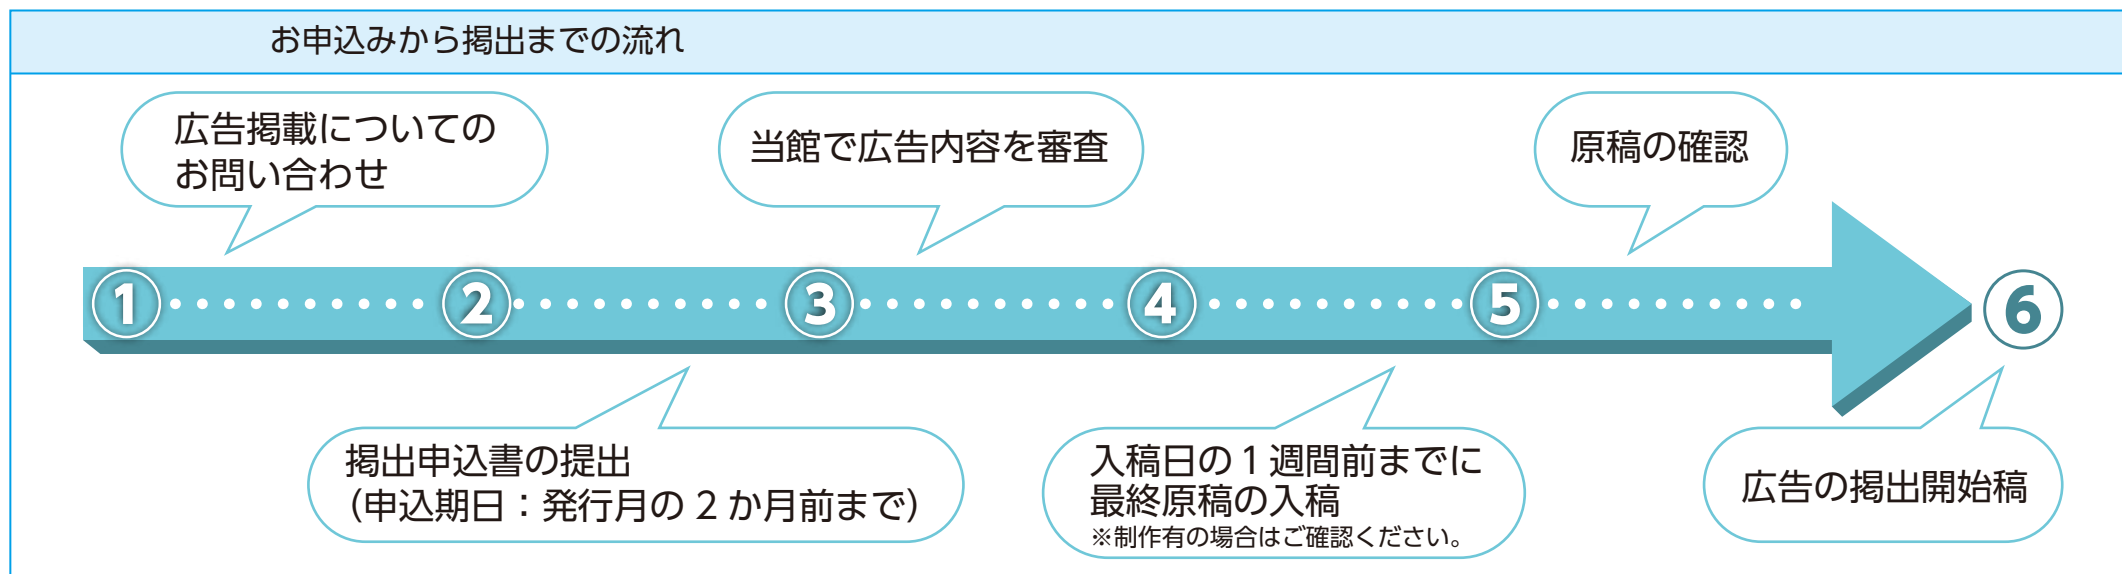 お申込みから掲出までの流れ
広告掲載についての
お問い合わせ
当館で広告内容を審査
原稿の確認
① ② ③ ④ ⑤ ⑥
掲出申込書の提出
（申込期日：発行月の２か月前まで）
入稿日の１週間前までに
最終原稿の入稿
※制作有の場合はご確認ください。
広告の掲出開始稿